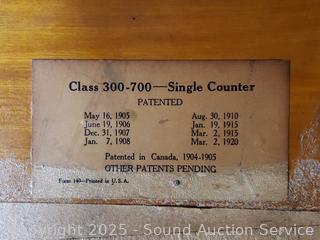 Class 300-700—Single Counter
PATENTED
May 16, 1905 Aug. 30, 1910
June 19, 1906 Jan. 19, 1915
Dec. 31, 1907 Mar. 2, 1915
Jan. 7, 1908 Mar. 2, 1920
Patented in Canada, 1904-1905
OTHER PATENTS PENDING
Form 140—Printed in U.S.A.
Copyright 2025 - Sound Auction Service